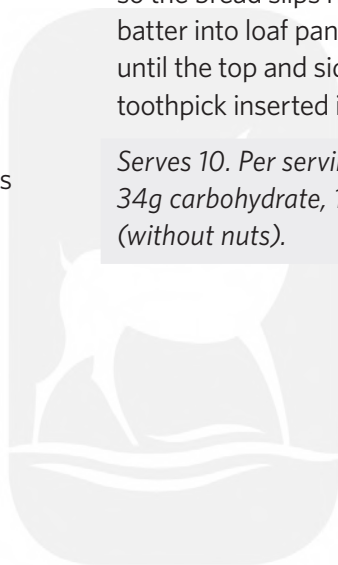 batter into loaf pan
until the top and sid
toothpick inserted i
s
Serves 10. Per servi
34g carbohydrate, 1
(without nuts).